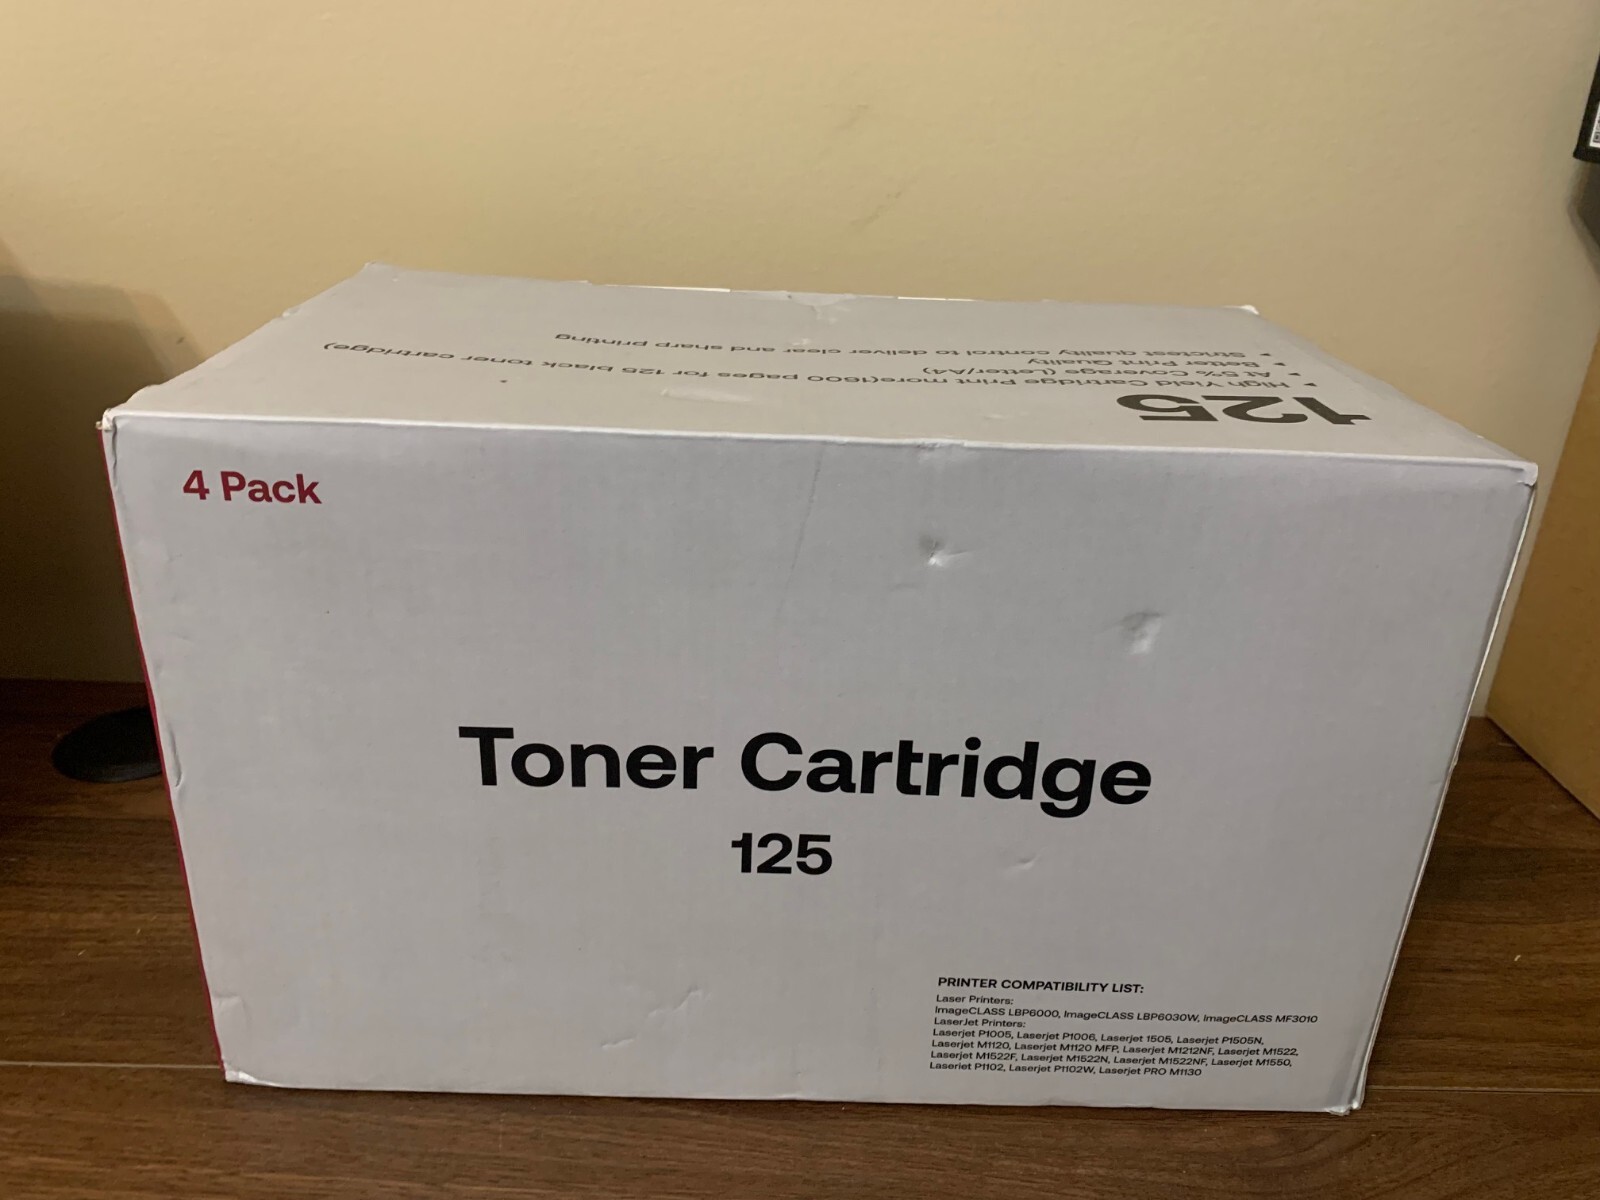 125
▸ High Yield Cartridge Print more(1600 pages for 125 black toner cartridge)
▸ At 5% Coverage (Letter/A4)
▸ Better Print Quality
▸ Strictest quality control to deliver clear and sharp printing
4 Pack
Toner Cartridge
125
PRINTER COMPATIBILITY LIST:
Laser Printers:
ImageCLASS LBP6000, ImageCLASS LBP6030W, ImageCLASS MF3010
LaserJet Printers:
Laserjet P1005, Laserjet P1006, Laserjet 1505, Laserjet P1505N,
Laserjet M1120, Laserjet M1120 MFP, Laserjet M1212NF, Laserjet M1522,
Laserjet M1522F, Laserjet M1522N, Laserjet M1522NF, Laserjet M1550,
Laserjet P1102, Laserjet P1102W, Laserjet PRO M1130